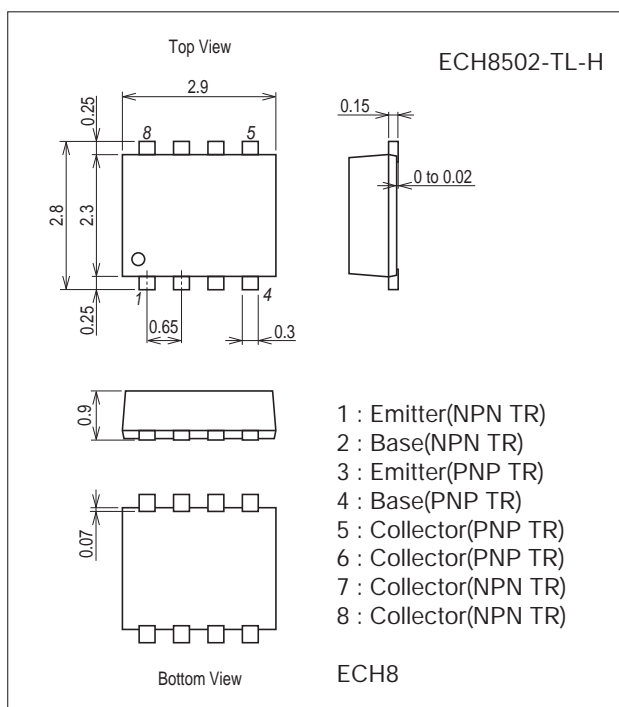 Top View
ECH8502-TL-H
2.9
0.25
0.15
8
5
0 to 0.02
2.8
2.3
1
4
0.25
0.65
0.3
0.9
1 : Emitter(NPN TR)
2 : Base(NPN TR)
3 : Emitter(PNP TR)
4 : Base(PNP TR)
5 : Collector(PNP TR)
6 : Collector(PNP TR)
7 : Collector(NPN TR)
8 : Collector(NPN TR)
0.07
Bottom View
ECH8